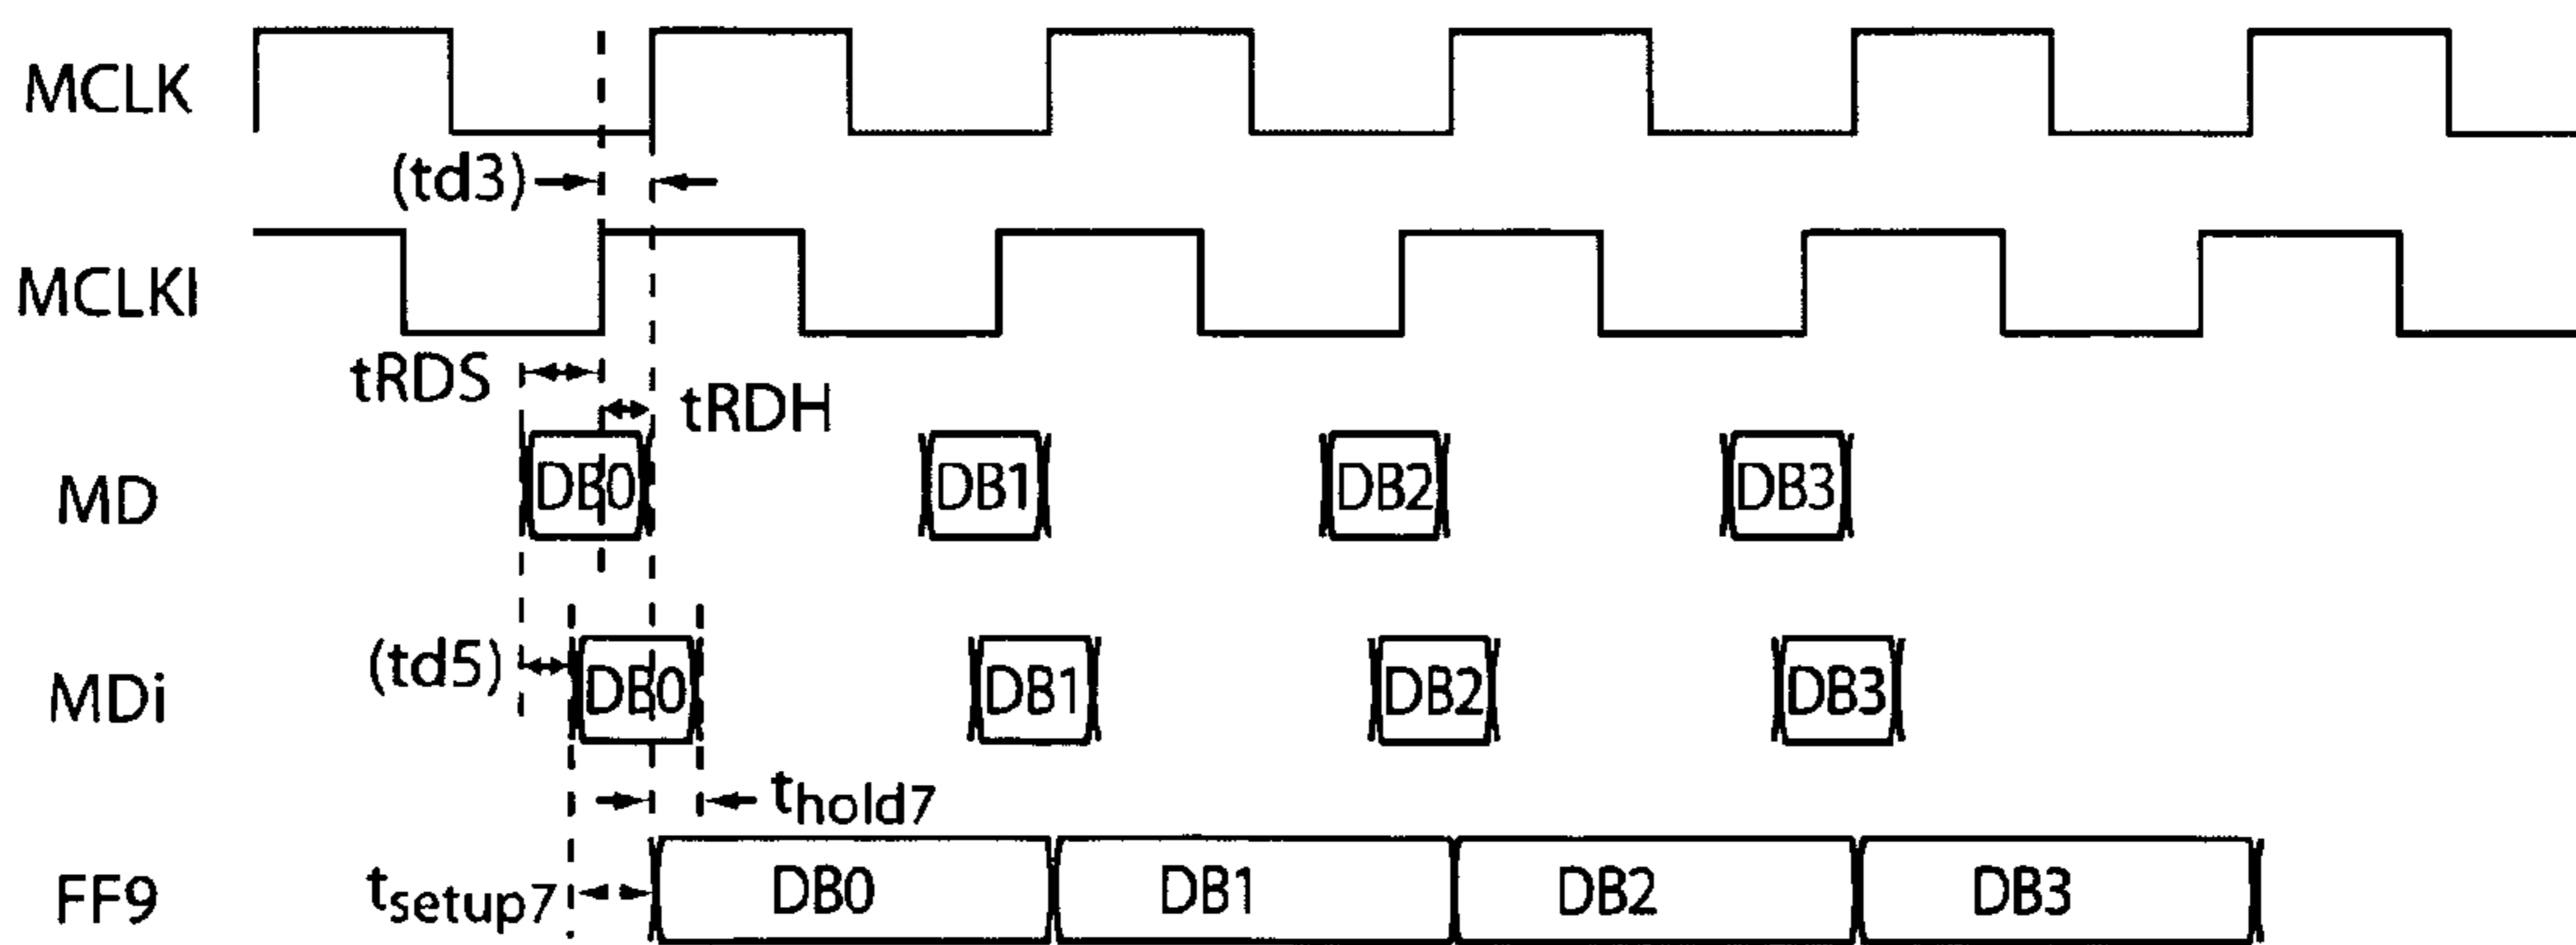 MCLK
(td3)
MCLKI
tRDS
tRDH
MD
DB0 DB1 DB2 DB3
(td5)
MDi
DB0 DB1 DB2 DB3
thold7
FF9
tsetup7
DB0 DB1 DB2 DB3